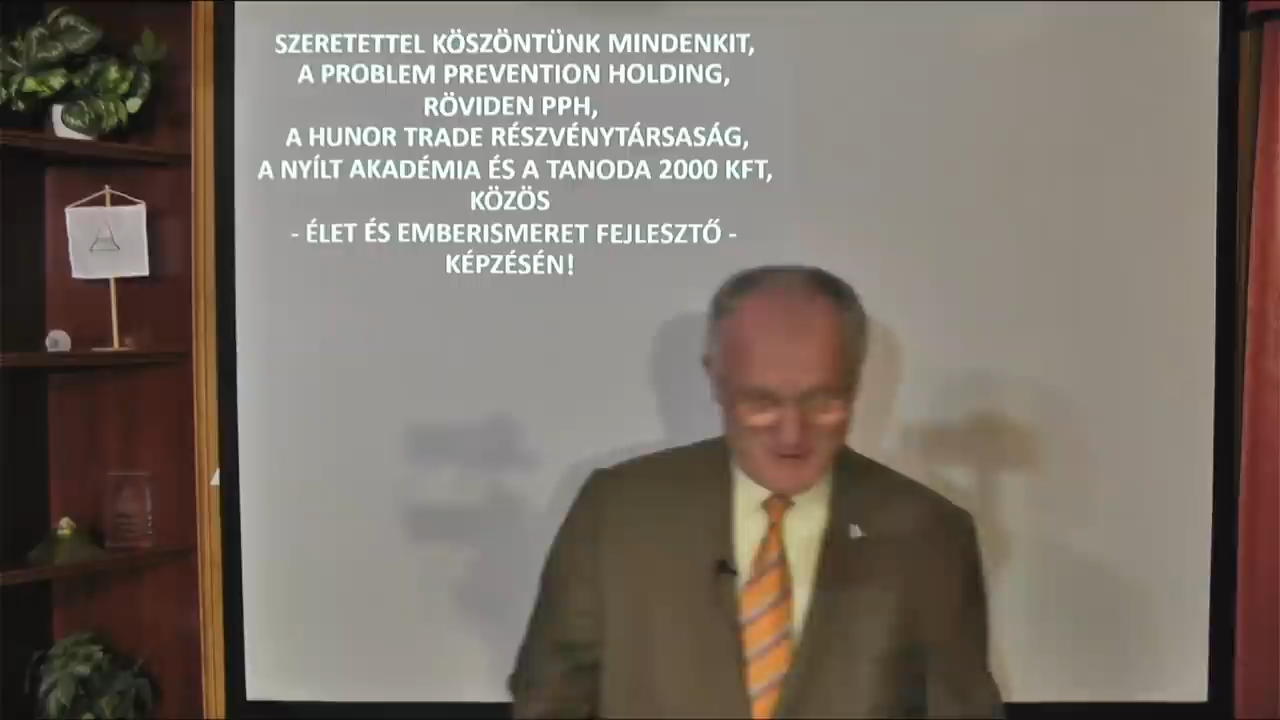 SZERETETTEL KÖSZÖNTÜNK MINDENKIT,
A PROBLEM PREVENTION HOLDING,
RÖVIDEN PPH,
A HUNOR TRADE RÉSZVÉNYTÁRSASÁG,
A NYÍLT AKADÉMIA ÉS A TANODA 2000 KFT,
KÖZÖS
- ÉLET ÉS EMBERISMERET FEJLESZTŐ -
KÉPZÉSÉN!